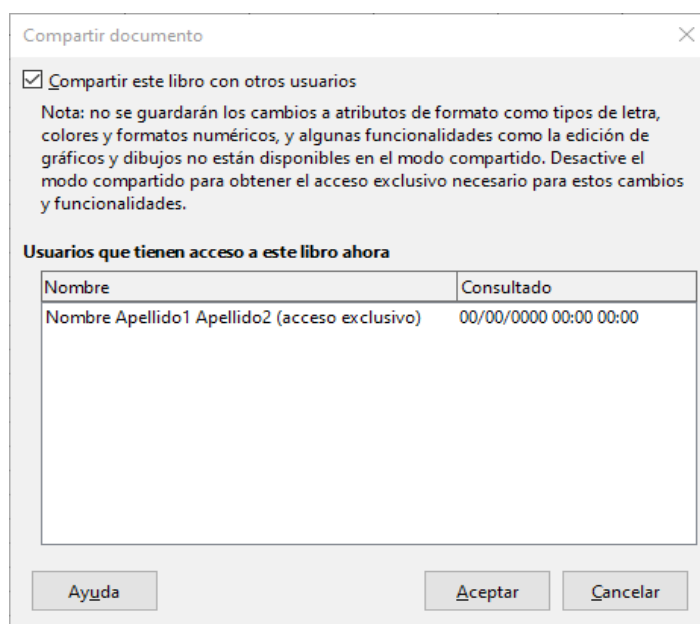 Compartir documento
Compartir este libro con otros usuarios
Nota: no se guardarán los cambios a atributos de formato como tipos de letra,
colores y formatos numéricos, y algunas funcionalidades como la edición de
gráficos y dibujos no están disponibles en el modo compartido. Desactive el
modo compartido para obtener el acceso exclusivo necesario para estos cambios
y funcionalidades.
Usuarios que tienen acceso a este libro ahora
Nombre Consultado
Nombre Apellido1 Apellido2 (acceso exclusivo) 00/00/0000 00:00 00:00
Ayuda Aceptar Cancelar